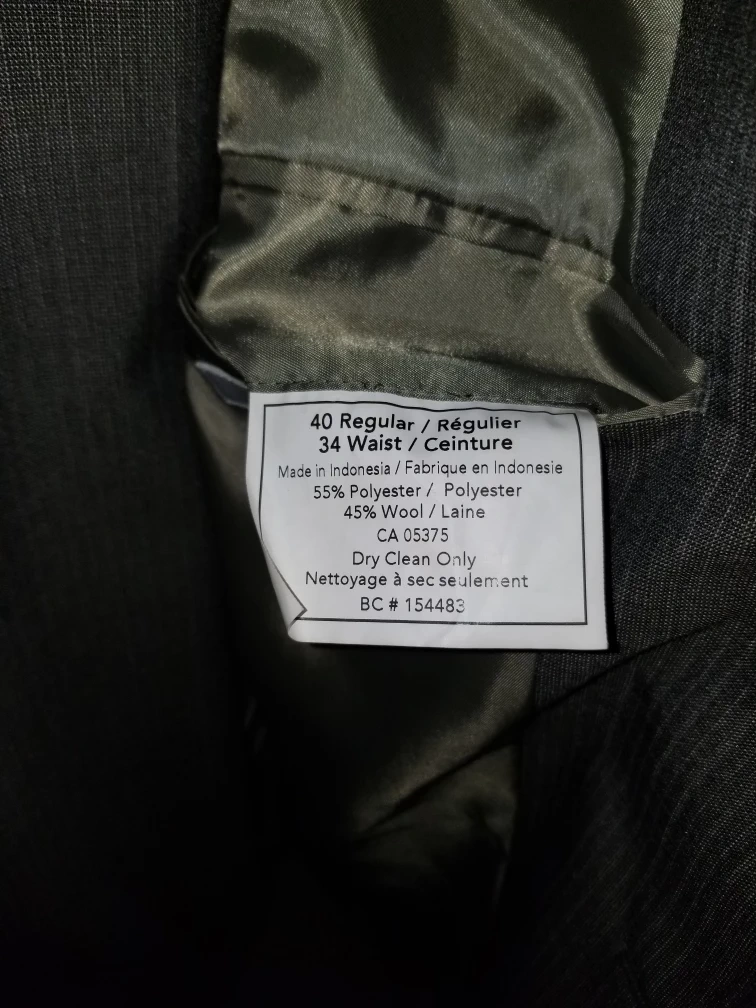 40 Regular / Régulier
34 Waist / Ceinture
Made in Indonesia / Fabrique en Indonesie
55% Polyester / Polyester
45% Wool / Laine
CA 05375
Dry Clean Only
Nettoyage à sec seulement
BC # 154483